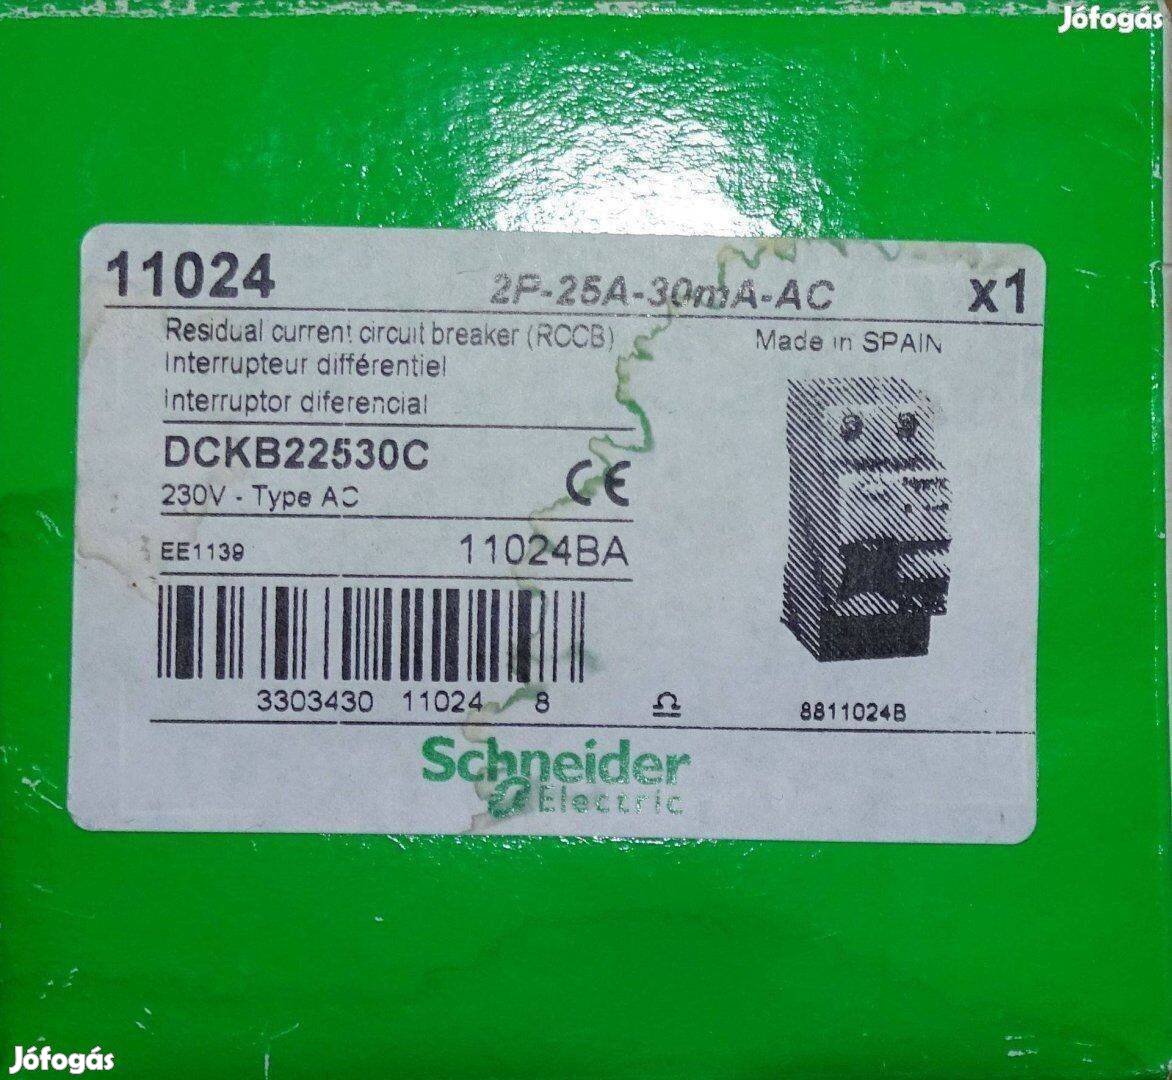 Jófogás
11024 2P-25A-30mA-AC x1
Residual current circuit breaker (RCCB)
Made in SPAIN
Interrupteur différentiel
Interruptor diferencial
DCKB22530C
230V - Type AC
CE
EE1139 11024BA
3303430 11024 8
8811024B
Schneider
Electric
Jófogás